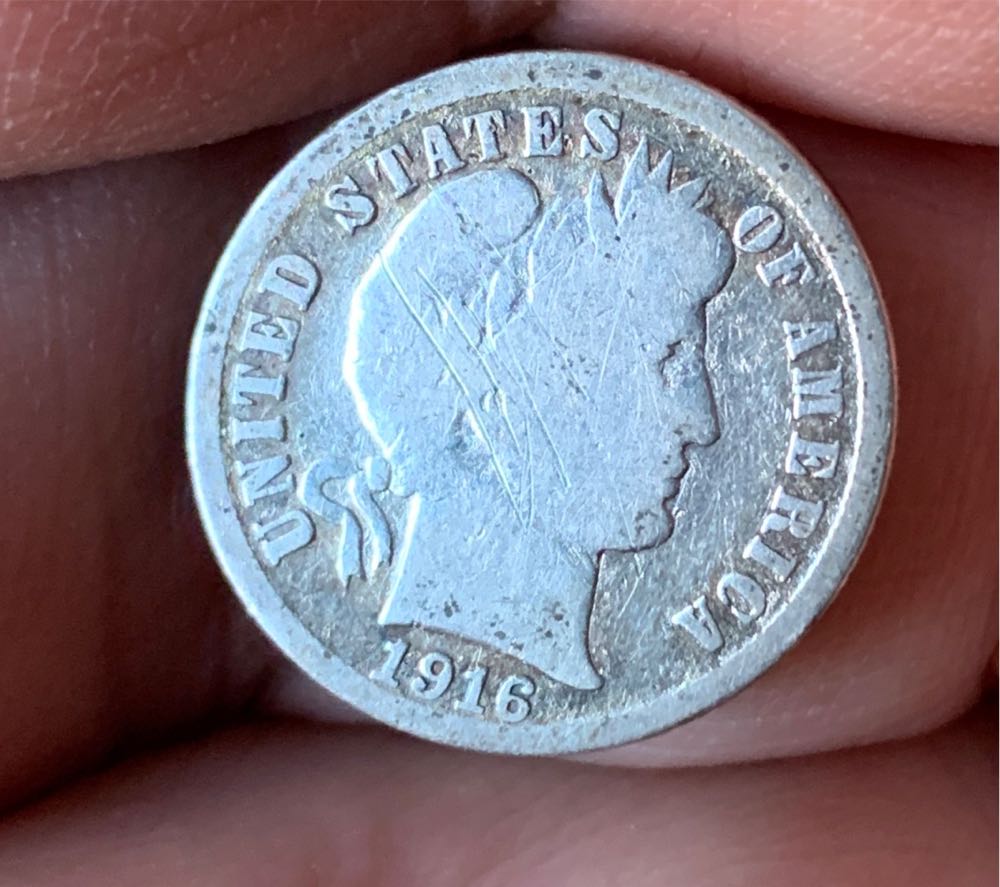 UNITED STATES OF AMERICA
1916